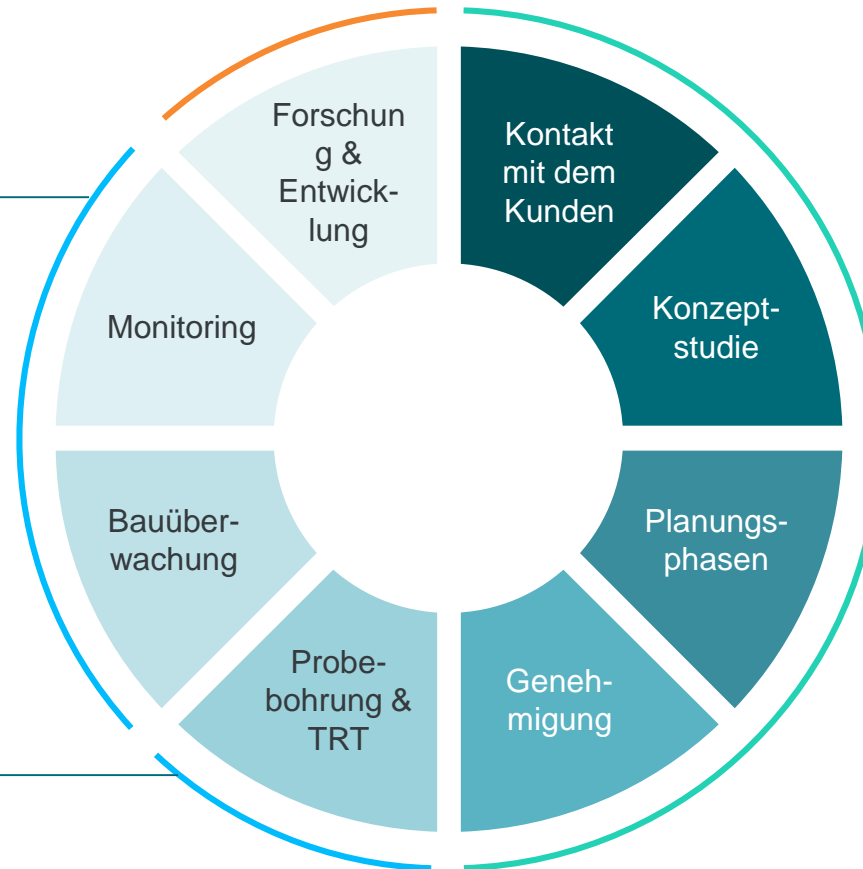 Kontakt
mit dem
Kunden
Konzept-
studie
Planungs-
phasen
Geneh-
migung
Probe-
bohrung &
TRT
Bauüber-
wachung
Monitoring
Forschun
g &
Entwick-
lung